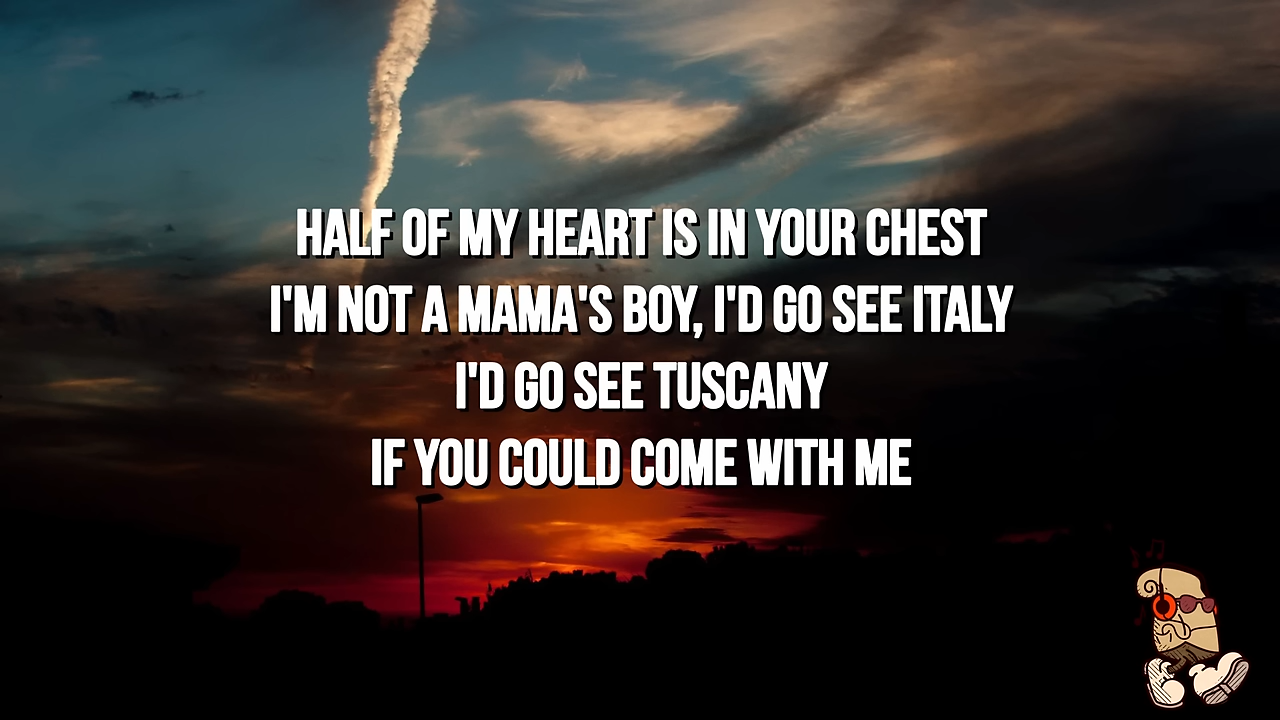 HALF OF MY HEART IS IN YOUR CHEST
I'M NOT A MAMA'S BOY, I'D GO SEE ITALY
I'D GO SEE TUSCANY
IF YOU COULD COME WITH ME